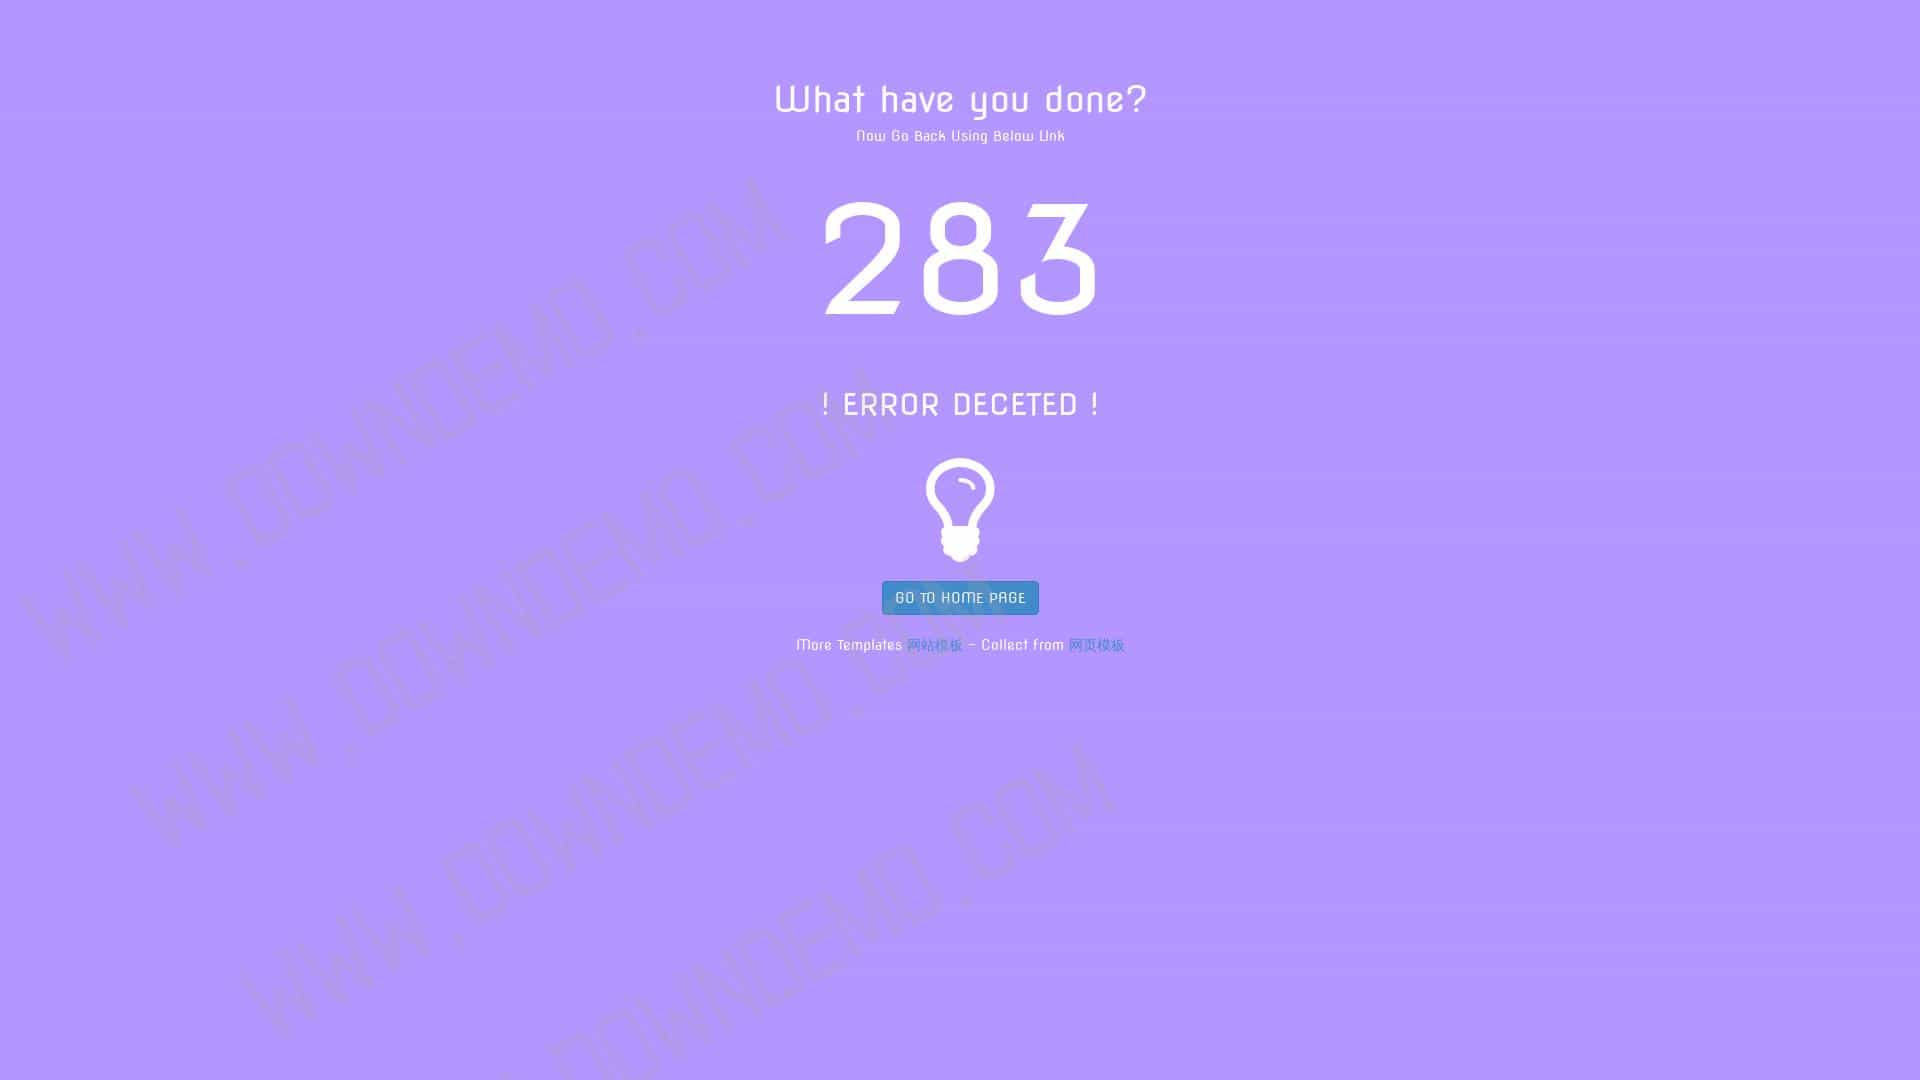 What have you done?
Now Go Back Using Below Link
283
! ERROR DECETED !
GO TO HOME PAGE
More Templates 网站模板 - Collect from 网页模板
WWW.DOWNDEMO.COM
WWW.DOWNDEMO.COM
WWW.DOWNDEMO.COM
DOWNDEMO.COM